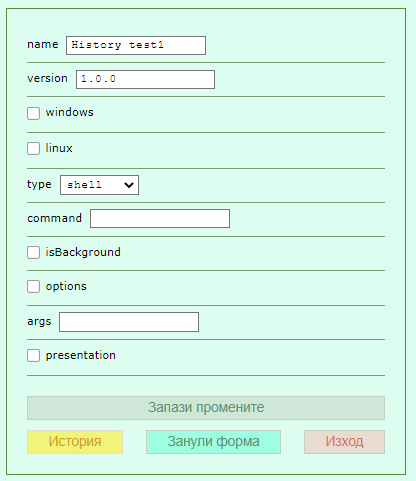 name History test1
version 1.0.0
windows
linux
type shell
command
isBackground
options
args
presentation
Запази промените
История Занули форма Изход